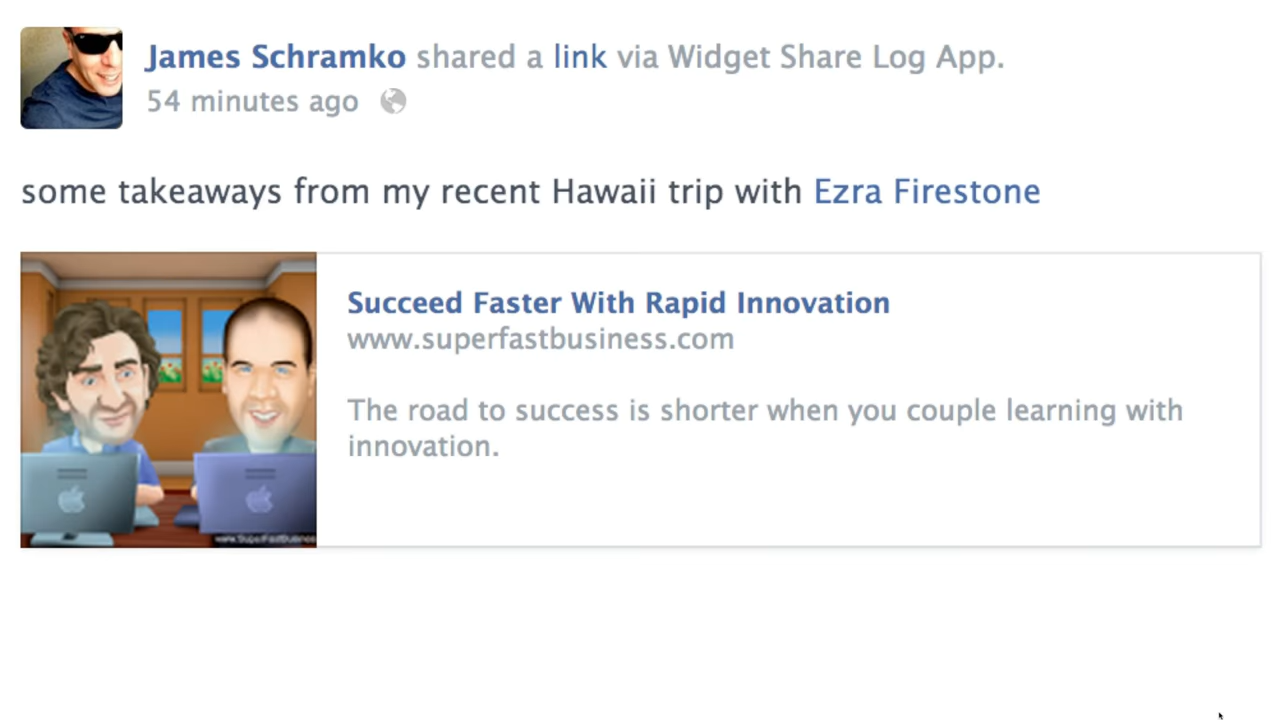 James Schramko shared a link via Widget Share Log App.
54 minutes ago
some takeaways from my recent Hawaii trip with Ezra Firestone
Succeed Faster With Rapid Innovation
www.superfastbusiness.com
The road to success is shorter when you couple learning with
innovation.
www.SuperFastBusiness